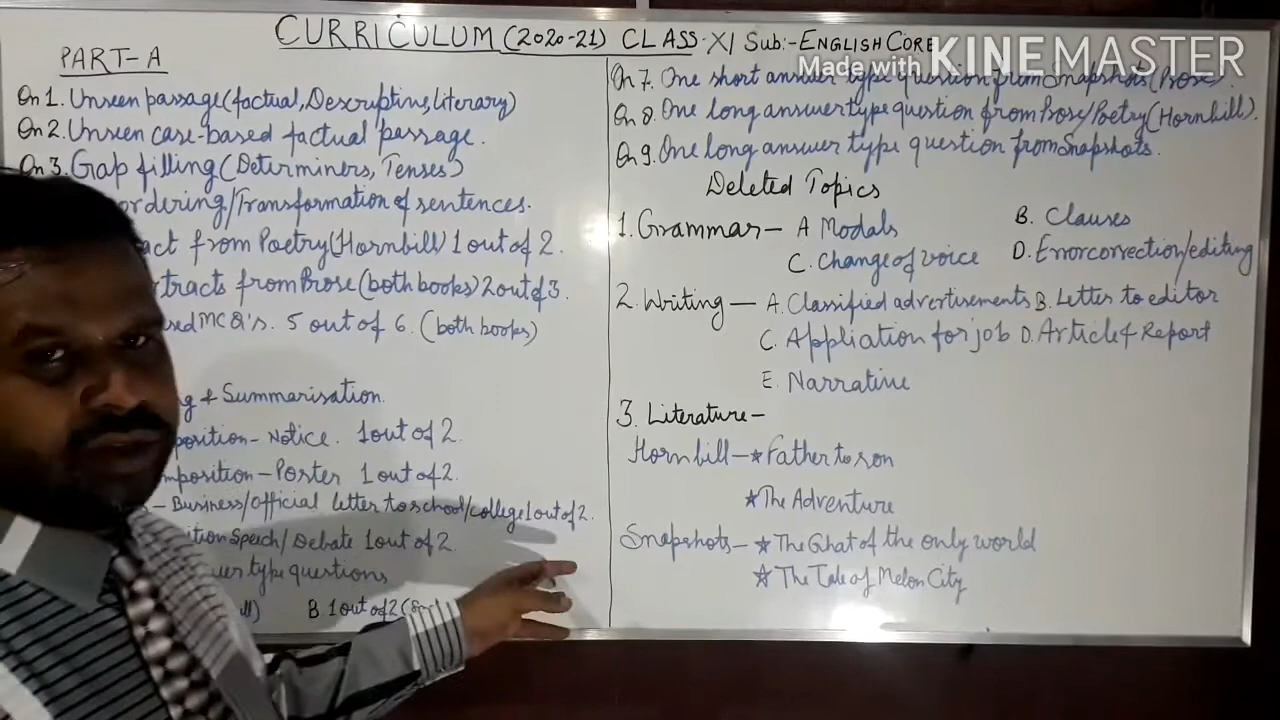 CURRICULUM (2020-21) CLASS-XI Sub:-ENGLISH CORE
Made with KINEMASTER
PART-A
Qn 1. Unseen passage (factual, Descriptive, literary)
Qn 2. Unseen case-based factual passage.
Qn 3. Gap filling (Determiners, Tenses)
ordering/Transformation of sentences.
act from Poetry (Hornbill) 1 out of 2.
tracts from Prose (both books) 2 out of 3.
sed MCQ's. 5 out of 6. (both books)
g & Summarisation.
position - Notice. 1 out of 2.
mposition - Poster 1 out of 2.
- Business/official letter to school/college 1 out of 2.
ition Speech/Debate 1 out of 2.
wer type questions
ll) B. 1 out of 2
Qn 7. One short answer type question from Snapshots (Prose).
Qn 8. One long answer type question from Prose/Poetry (Hornbill).
Qn 9. One long answer type question from Snapshots.
Deleted Topics
1. Grammar - A Modals B. Clauses
C. Change of voice D. Error correction/editing
2. Writing - A. Classified advertisements B. Letter to editor
C. Appliation for job D. Article & Report
E. Narrative
3. Literature -
Hornbill - ★ Father to son
★ The Adventure
Snapshots - ★ The Ghat of the only world
★ The Tale of Melon City